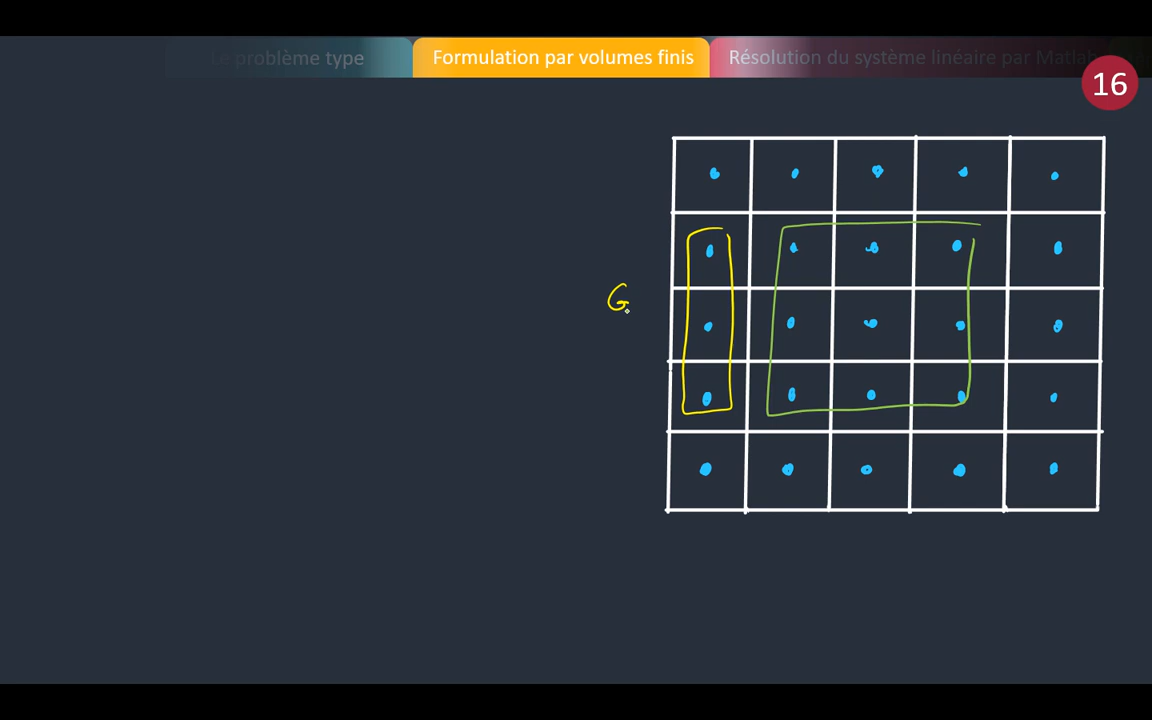 Le problème type
Formulation par volumes finis
Résolution du système linéaire par Matlab
16
G